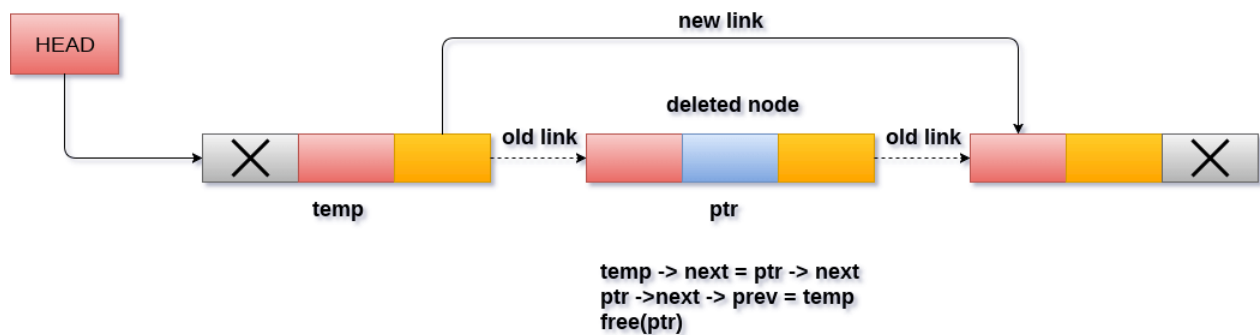 new link
HEAD
deleted node
old link
old link
temp
ptr
temp -> next = ptr -> next
ptr ->next -> prev = temp
free(ptr)